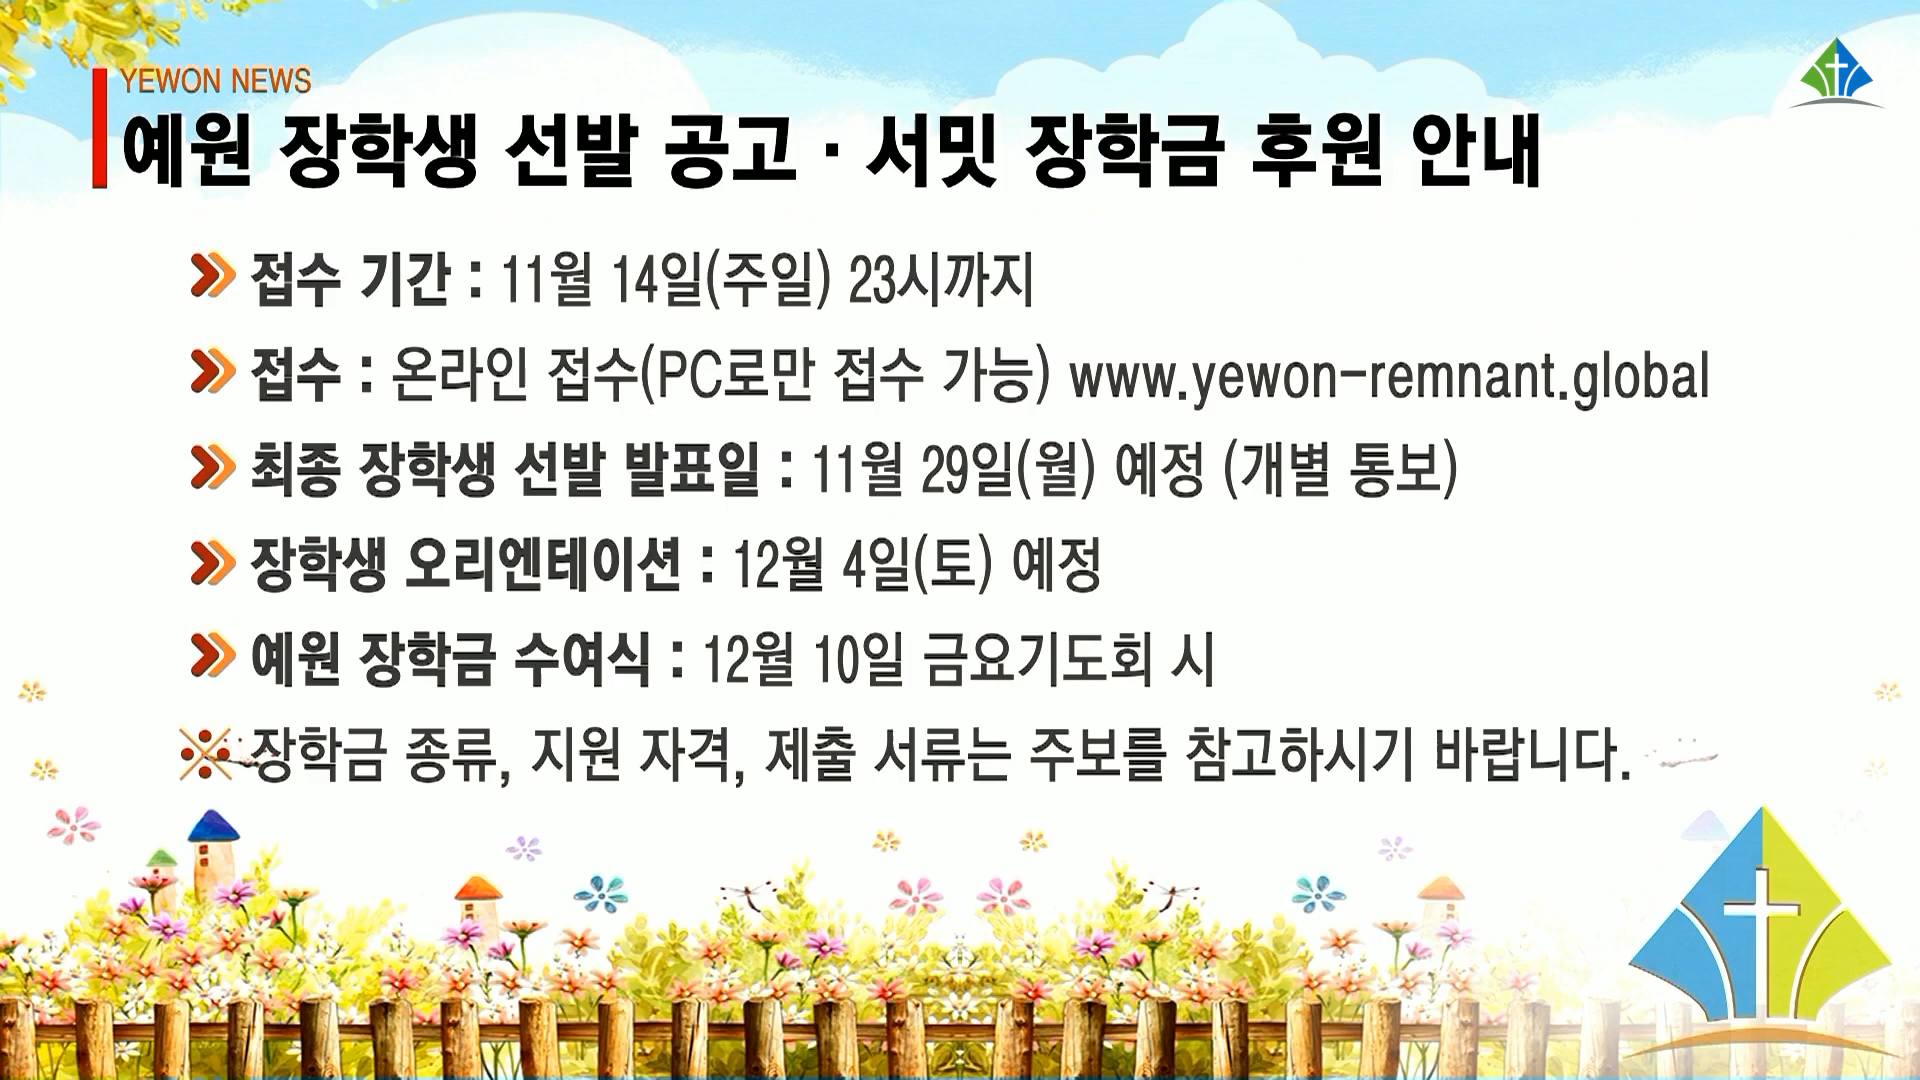 YEWON NEWS
예원 장학생 선발 공고 · 서밋 장학금 후원 안내
접수 기간 : 11월 14일(주일) 23시까지
접수 : 온라인 접수(PC로만 접수 가능) www.yewon-remnant.global
최종 장학생 선발 발표일 : 11월 29일(월) 예정 (개별 통보)
장학생 오리엔테이션 : 12월 4일(토) 예정
예원 장학금 수여식 : 12월 10일 금요기도회 시
※ 장학금 종류, 지원 자격, 제출 서류는 주보를 참고하시기 바랍니다.